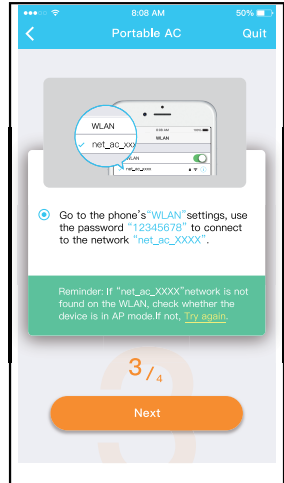 8:08 AM
50%
Portable AC
Quit
WLAN
net_ac_xxx
WLAN
WLAN
net_ac_xxxx
Go to the phone's“WLAN”settings, use
the password “12345678” to connect
to the network “net_ac_XXXX”.
Reminder: If “net_ac_XXXX”network is not
found on the WLAN, check whether the
device is in AP mode.If not, Try again.
3/4
3
Next